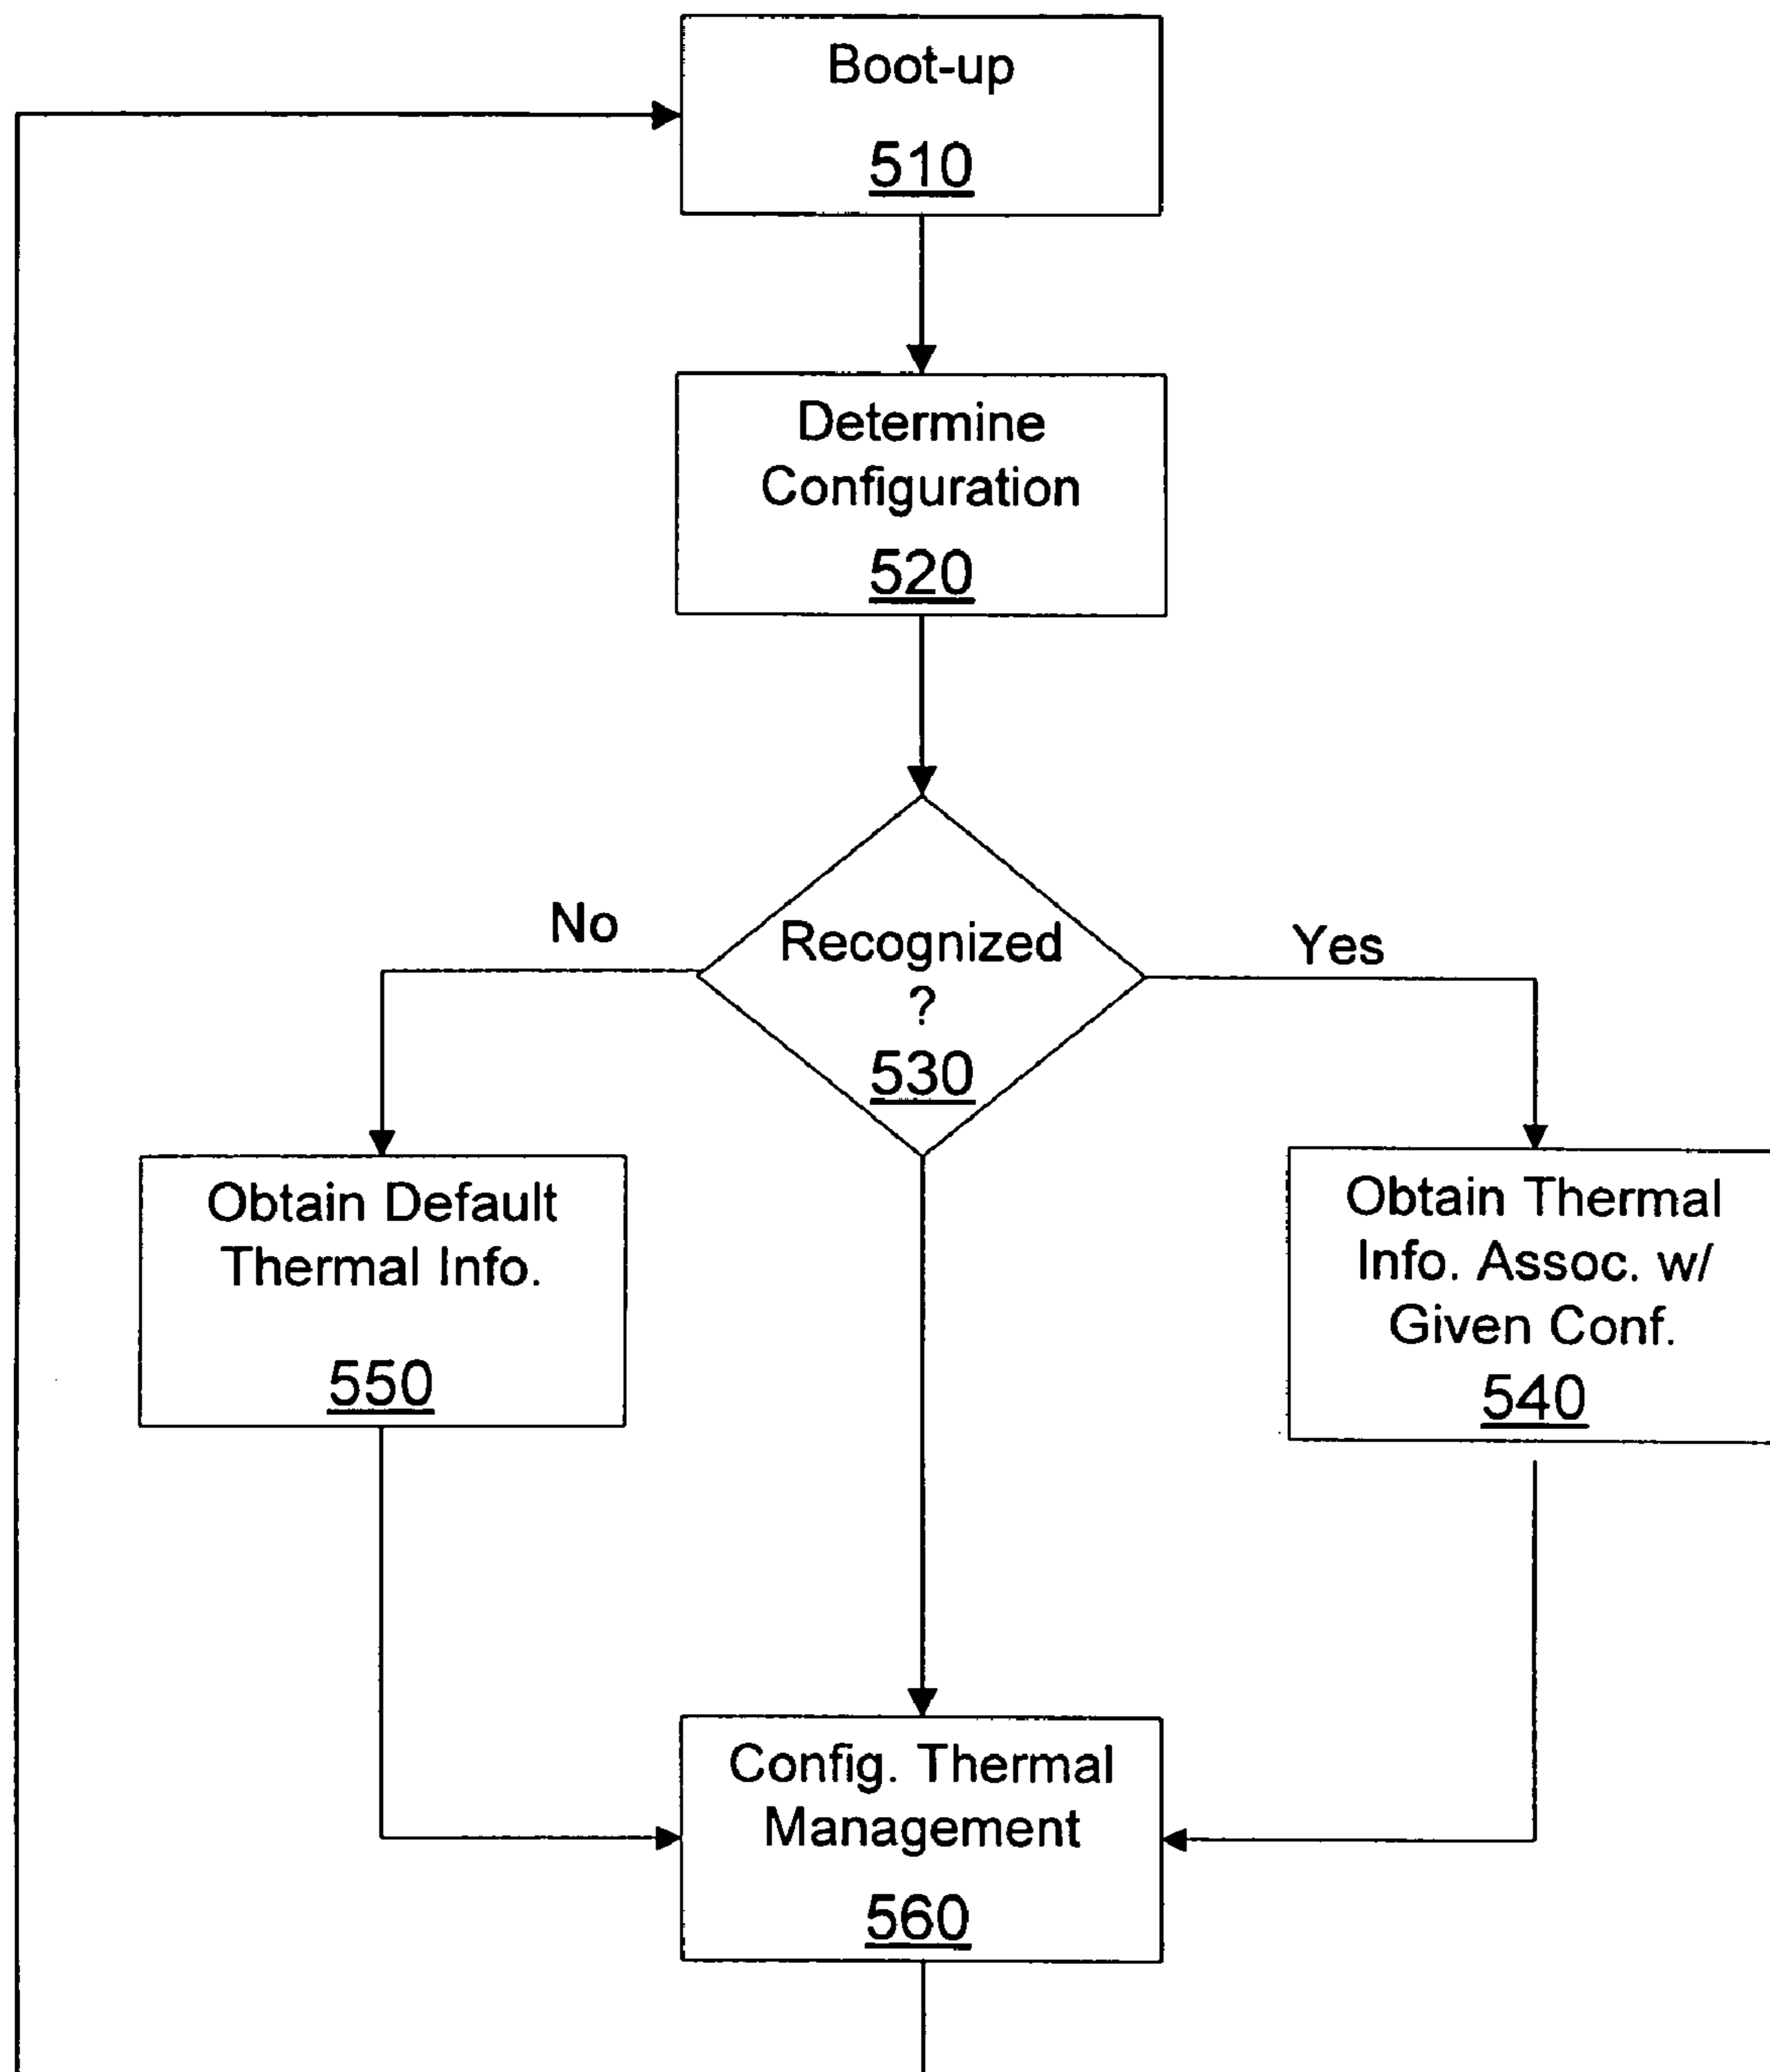 Boot-up
510
Determine
Configuration
520
No
Recognized
?
530
Yes
Obtain Default
Thermal Info.
550
Obtain Thermal
Info. Assoc. w/
Given Conf.
540
Config. Thermal
Management
560